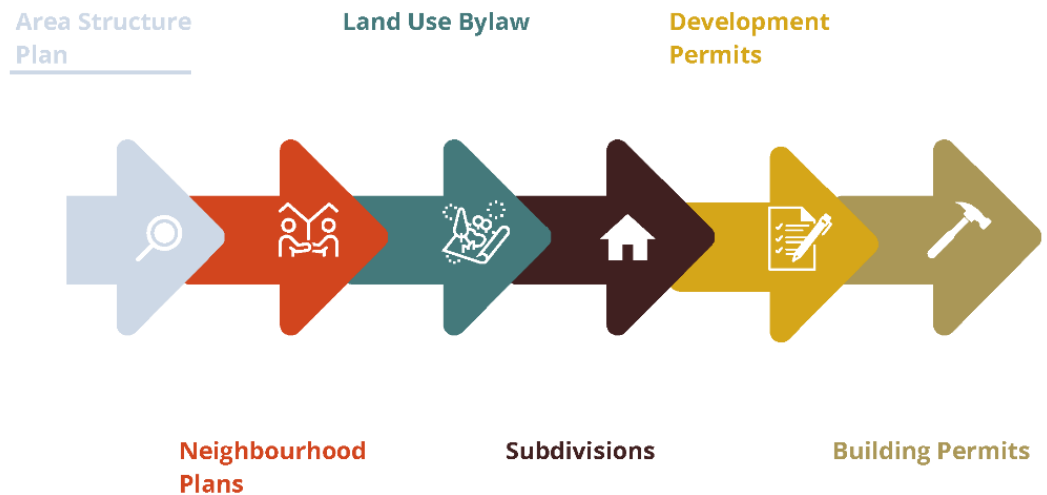 Area Structure
Plan
Land Use Bylaw
Development
Permits
Neighbourhood
Plans
Subdivisions
Building Permits